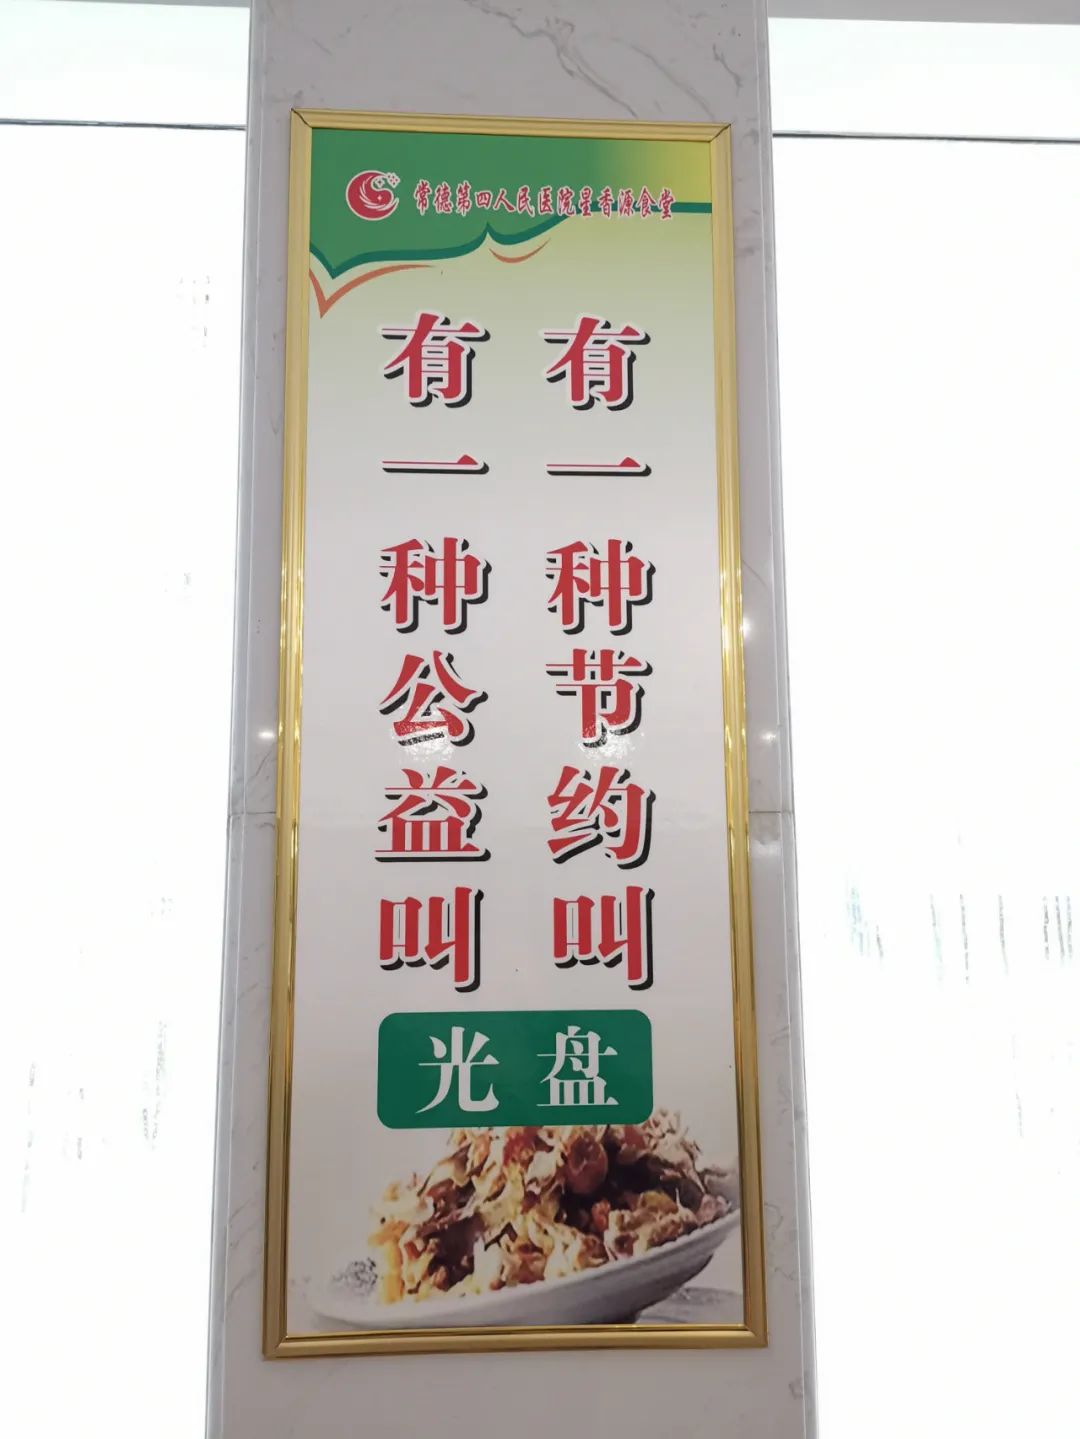 常德第四人民医院星香源食堂
有一种节约叫
有一种公益叫
光盘